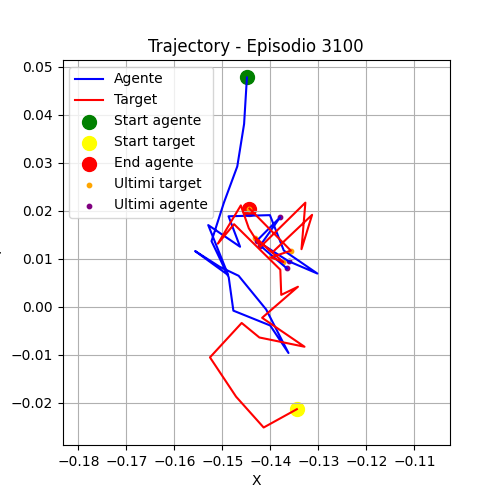 Trajectory - Episodio 3100
Agente
Target
Start agente
Start target
End agente
Ultimi target
Ultimi agente
0.05
0.04
0.03
0.02
0.01
0.00
−0.01
−0.02
−0.18 −0.17 −0.16 −0.15 −0.14 −0.13 −0.12 −0.11
X